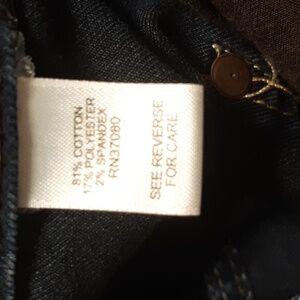 81% COTTON
17% POLYESTER
2% SPANDEX
RN37080
SEE REVERSE
FOR CARE